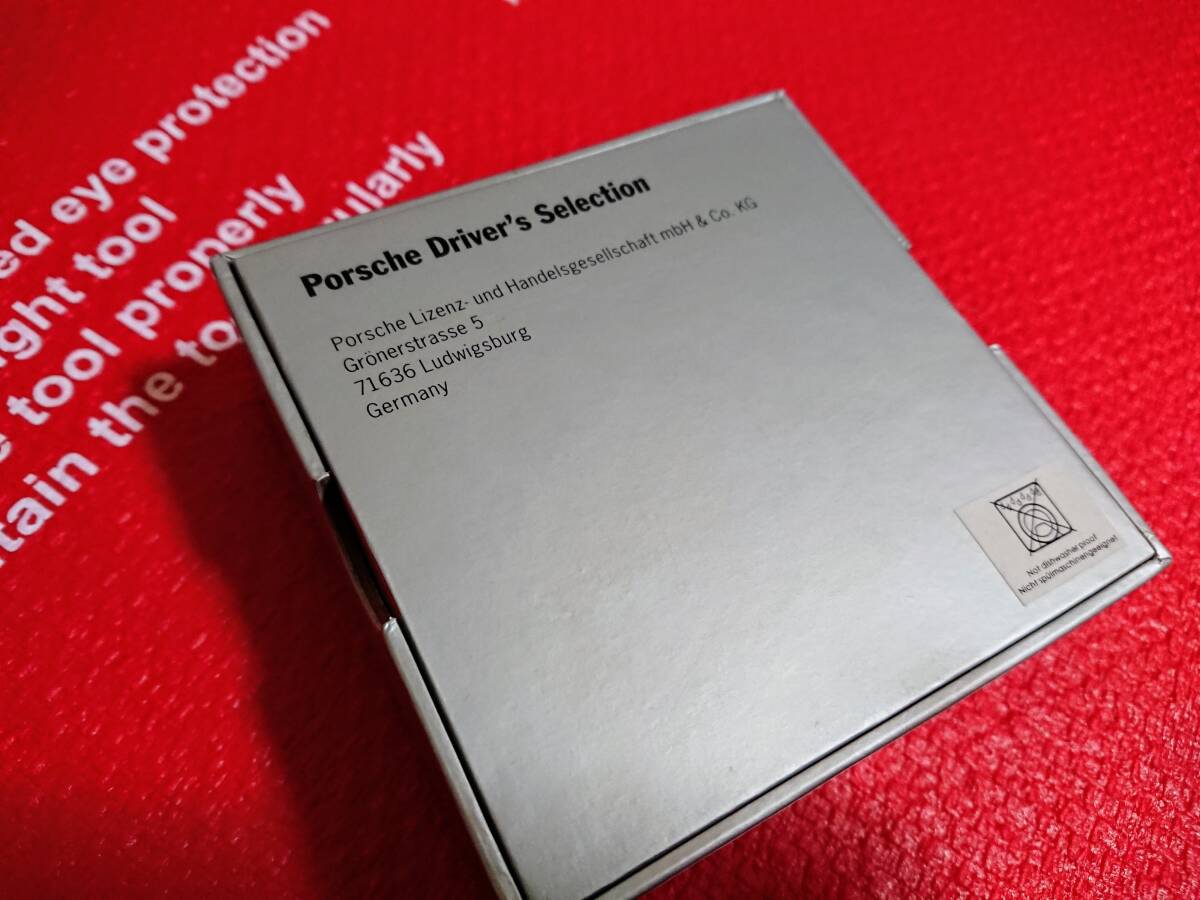 ed eye protection
ght tool
tool properly
tain the to ularly
Porsche Driver's Selection
Porsche Lizenz- und Handelsgesellschaft mbH & Co. KG
Grönerstrasse 5
71636 Ludwigsburg
Germany
Not dishwasher proof
Nicht spülmaschinengeeignet